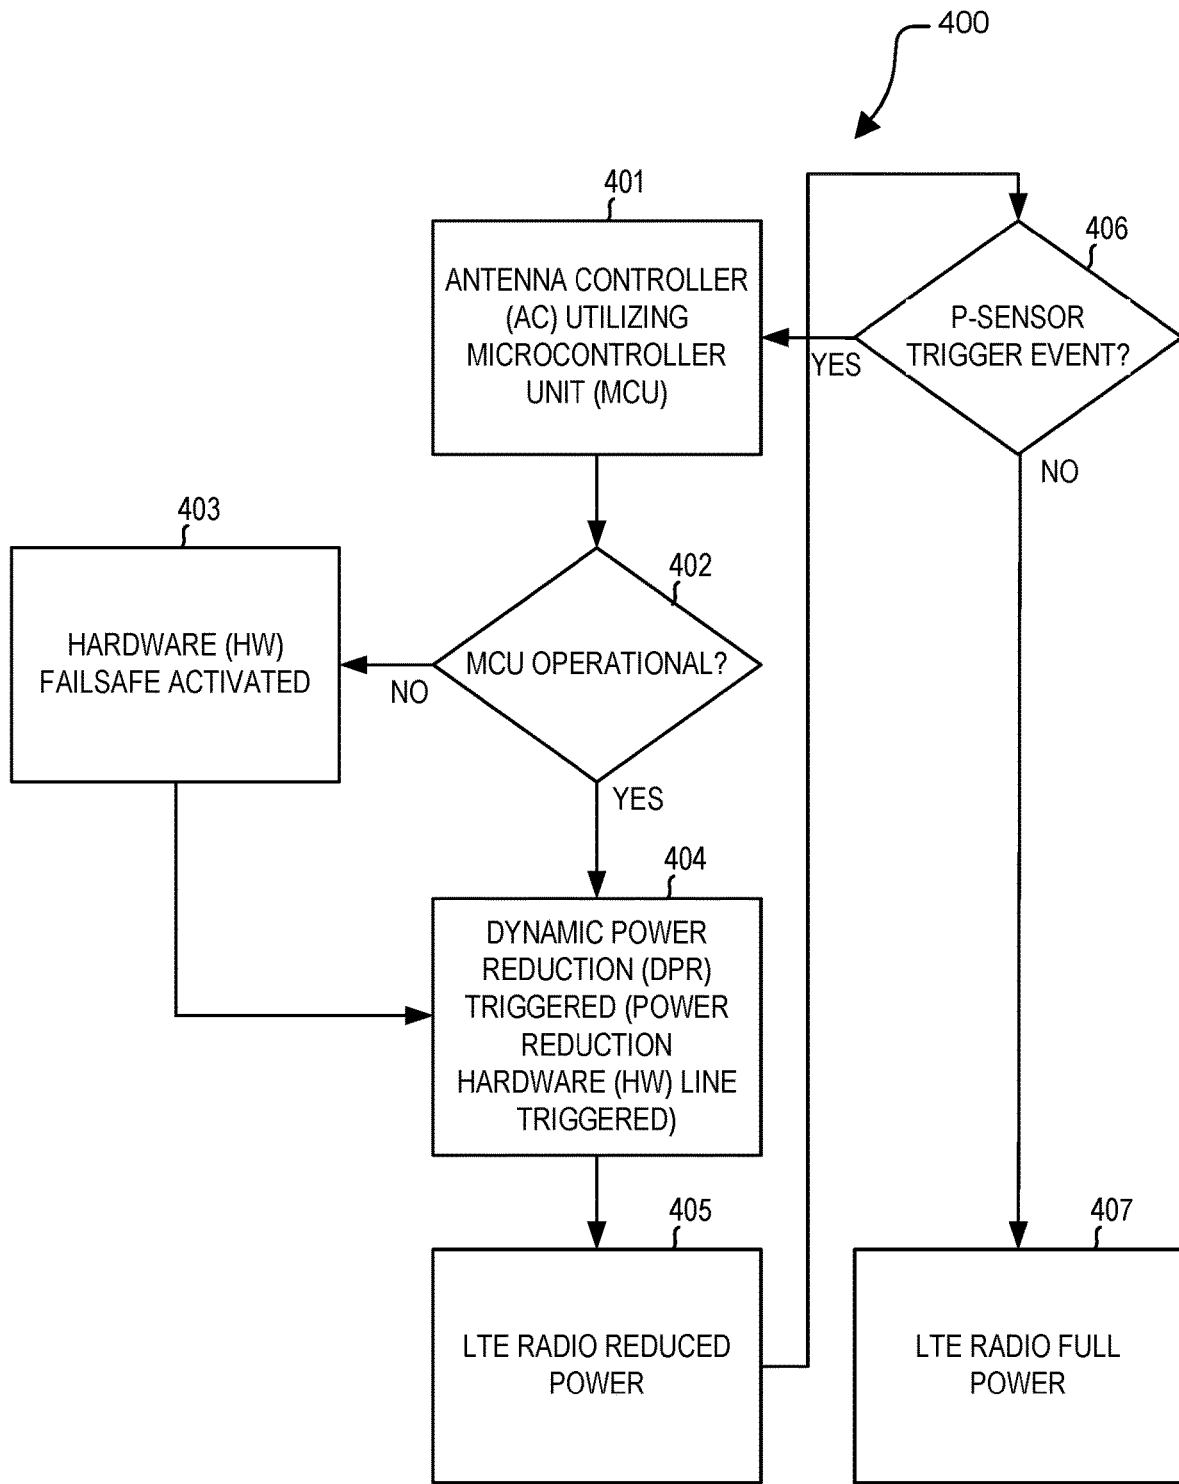 400
401
ANTENNA CONTROLLER
(AC) UTILIZING
MICROCONTROLLER
UNIT (MCU)
406
P-SENSOR
TRIGGER EVENT?
YES
NO
403
HARDWARE (HW)
FAILSAFE ACTIVATED
402
MCU OPERATIONAL?
NO
YES
404
DYNAMIC POWER
REDUCTION (DPR)
TRIGGERED (POWER
REDUCTION
HARDWARE (HW) LINE
TRIGGERED)
405
LTE RADIO REDUCED
POWER
407
LTE RADIO FULL
POWER